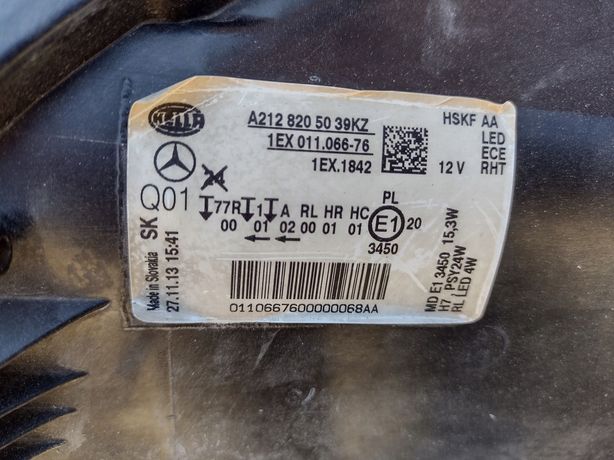 HELLA
A212 820 50 39KZ
1EX 011.066-76
1EX.1842
12 V
HSKF AA
LED
ECE
RHT
SK Q01
77R 1 A RL HR HC
00 01 02 00 01 01
PL
E1 20
3450
Made in Slovakia
27.11.13 15:41
0110667600000068AA
MD E1 3450 15,3W
H7, PSY24W
RL LED 4W